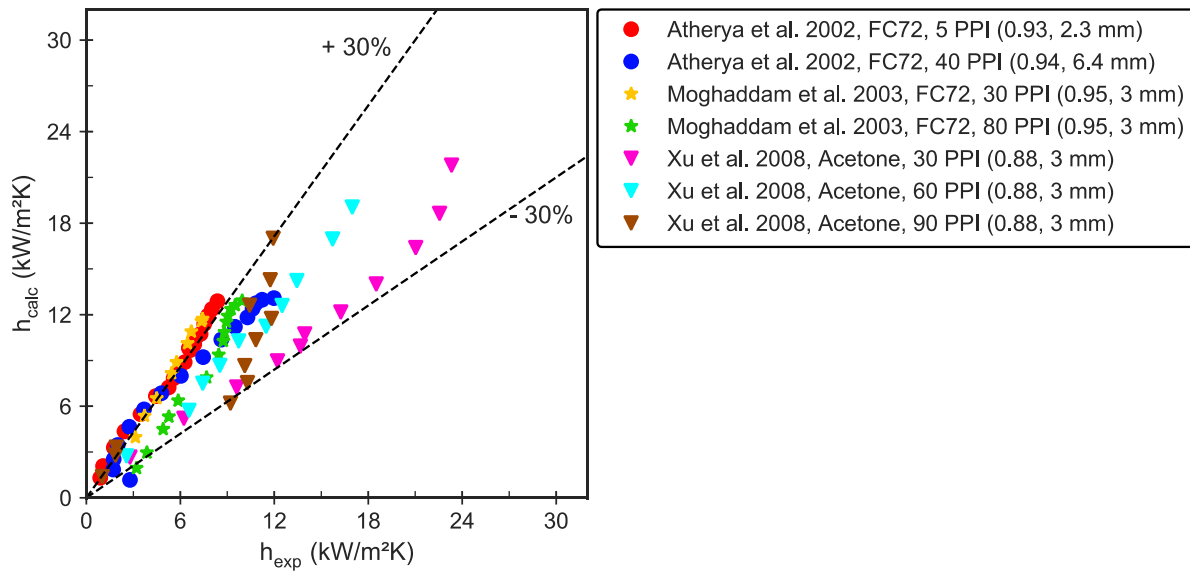 + 30%
- 30%
30
24
18
12
6
0
h_calc (kW/m²K)
0
6
12
18
24
30
h_exp (kW/m²K)
Atherya et al. 2002, FC72, 5 PPI (0.93, 2.3 mm)
Atherya et al. 2002, FC72, 40 PPI (0.94, 6.4 mm)
Moghaddam et al. 2003, FC72, 30 PPI (0.95, 3 mm)
Moghaddam et al. 2003, FC72, 80 PPI (0.95, 3 mm)
Xu et al. 2008, Acetone, 30 PPI (0.88, 3 mm)
Xu et al. 2008, Acetone, 60 PPI (0.88, 3 mm)
Xu et al. 2008, Acetone, 90 PPI (0.88, 3 mm)